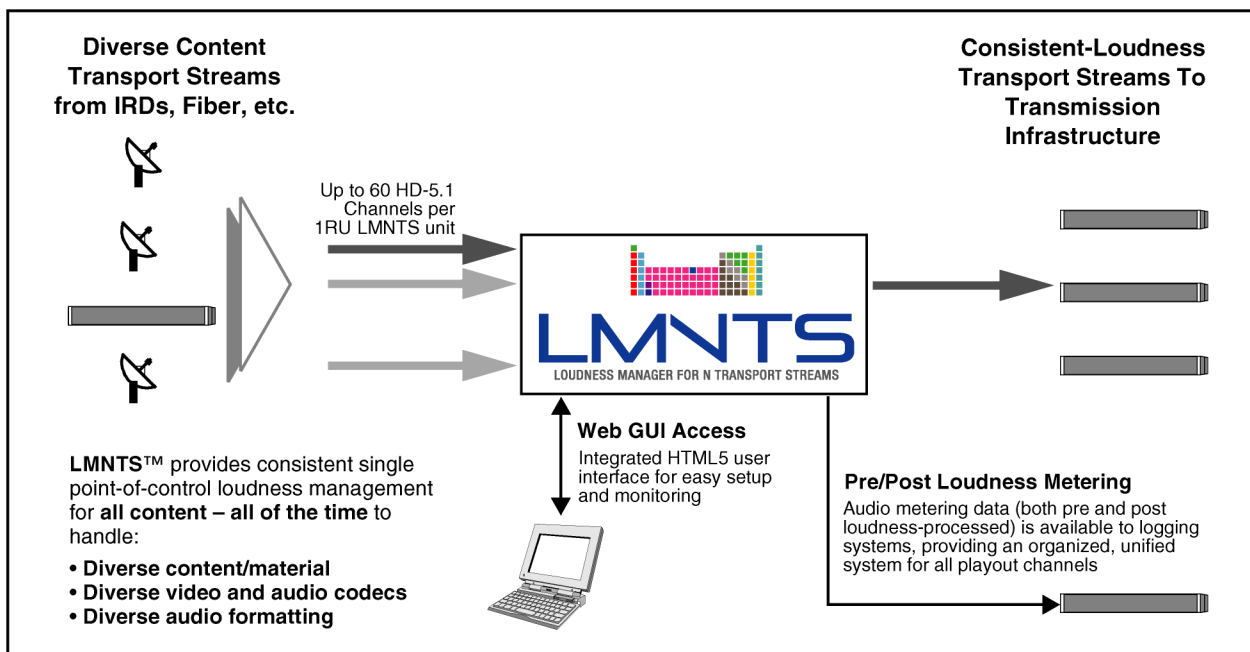 Diverse Content
Transport Streams
from IRDs, Fiber, etc.
Consistent-Loudness
Transport Streams To
Transmission
Infrastructure
Up to 60 HD-5.1
Channels per
1RU LMNTS unit
LMNTS
LOUDNESS MANAGER FOR N TRANSPORT STREAMS
Web GUI Access
Integrated HTML5 user
interface for easy setup
and monitoring
LMNTS™ provides consistent single
point-of-control loudness management
for all content – all of the time to
handle:
• Diverse content/material
• Diverse video and audio codecs
• Diverse audio formatting
Pre/Post Loudness Metering
Audio metering data (both pre and post
loudness-processed) is available to logging
systems, providing an organized, unified
system for all playout channels